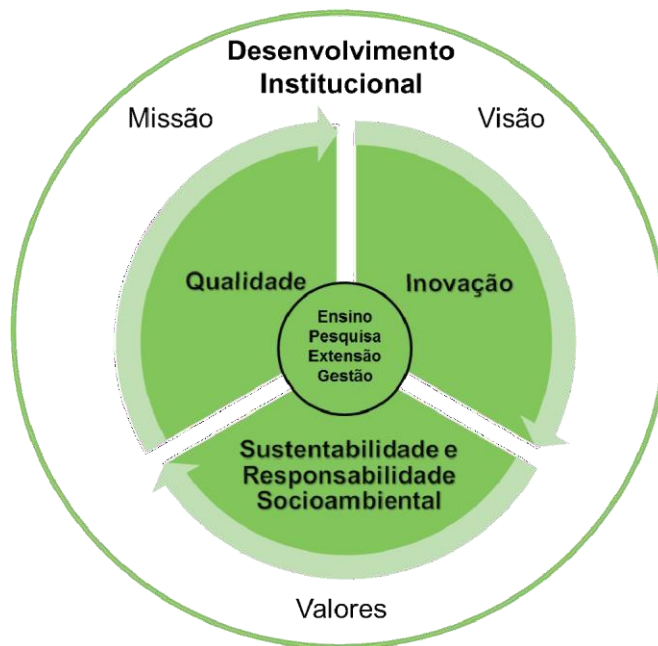 Desenvolvimento
Institucional
Missão
Visão
Qualidade
Inovação
Ensino
Pesquisa
Extensão
Gestão
Sustentabilidade e
Responsabilidade
Socioambiental
Valores